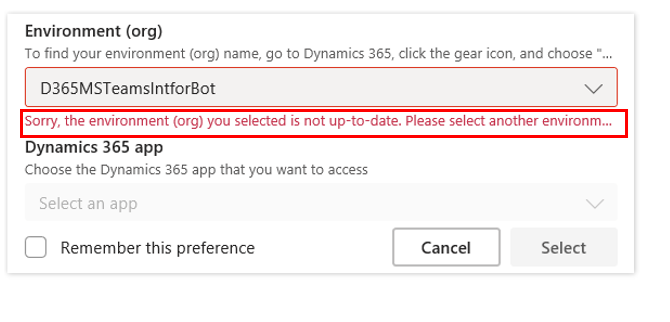 Environment (org)
To find your environment (org) name, go to Dynamics 365, click the gear icon, and choose "...
D365MSTeamsIntforBot
Sorry, the environment (org) you selected is not up-to-date. Please select another environm...
Dynamics 365 app
Choose the Dynamics 365 app that you want to access
Select an app
Remember this preference
Cancel
Select